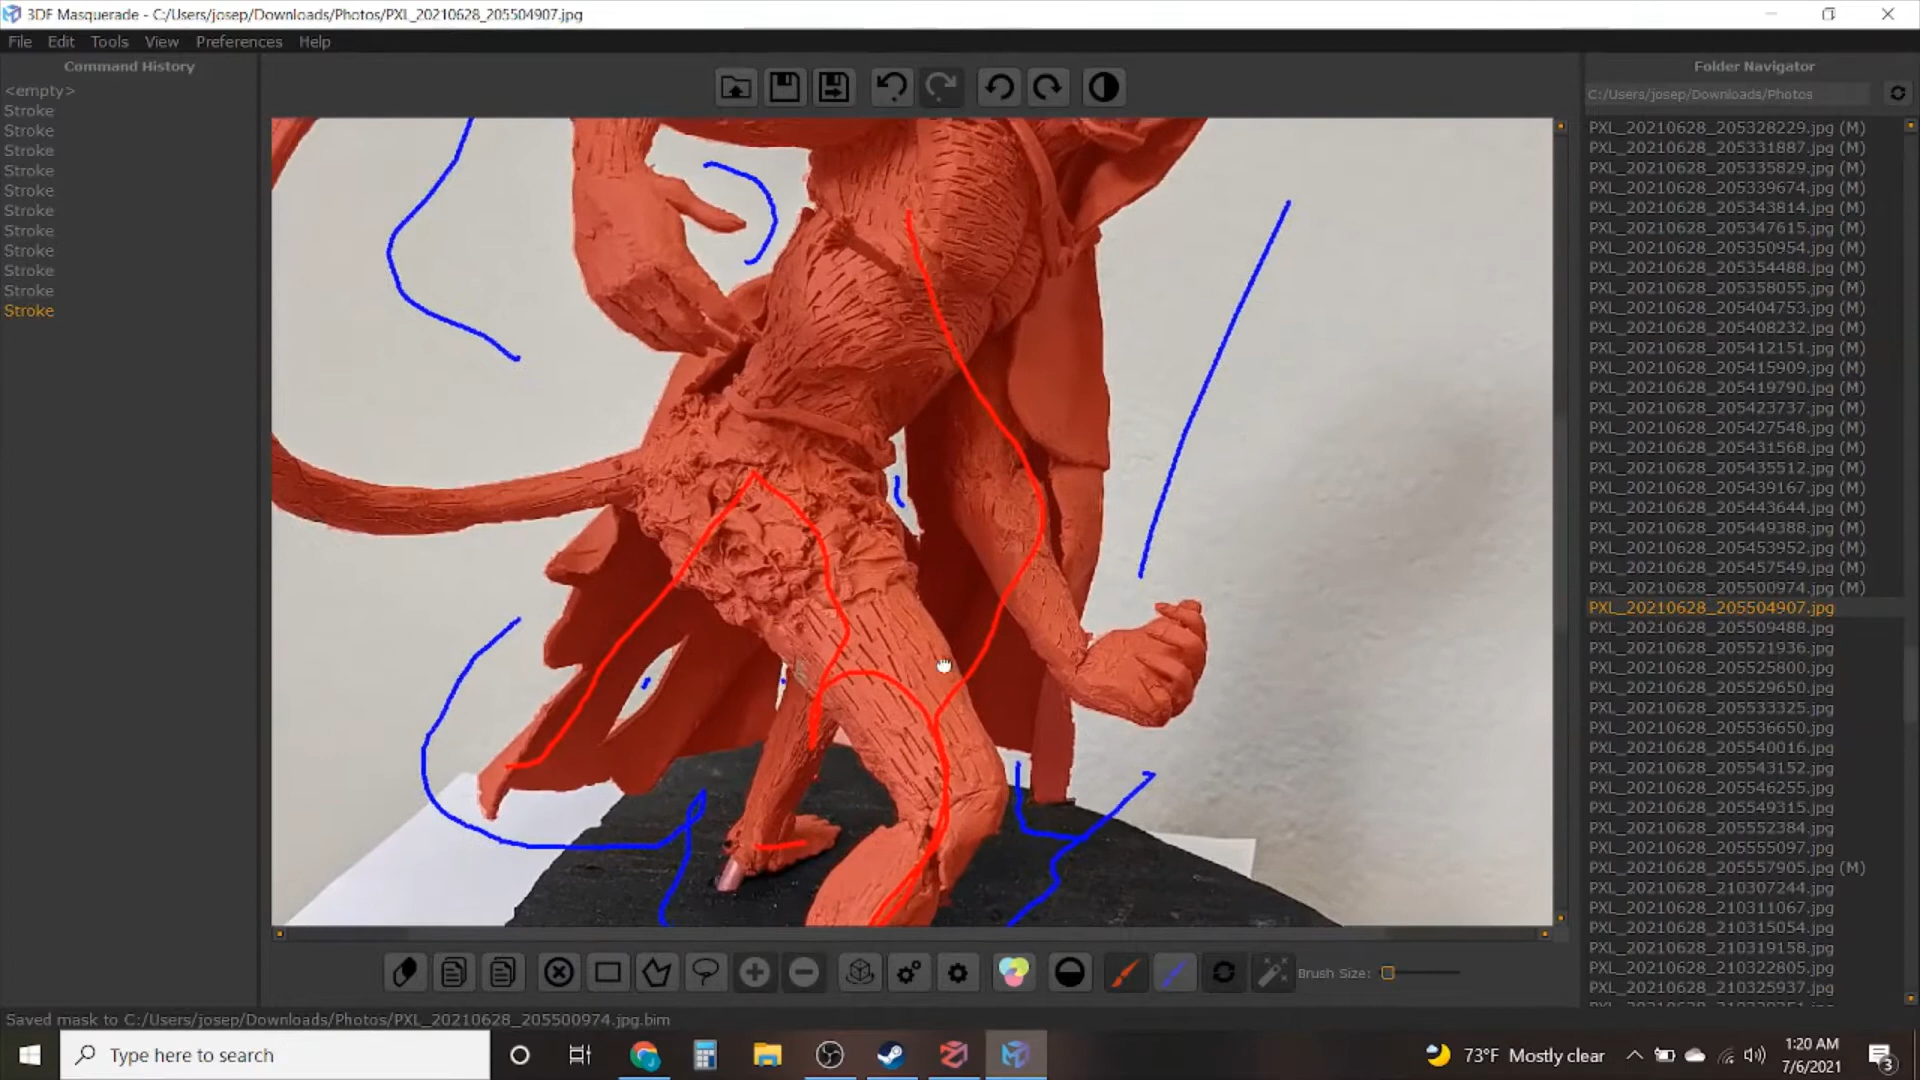 3DF Masquerade - C:/Users/josep/Downloads/Photos/PXL_20210628_205504907.jpg
File Edit Tools View Preferences Help
Command History
<empty>
Stroke
Stroke
Stroke
Stroke
Stroke
Stroke
Stroke
Stroke
Stroke
Stroke
Stroke
Folder Navigator
C:/Users/josep/Downloads/Photos
PXL_20210628_205328229.jpg (M)
PXL_20210628_205331887.jpg (M)
PXL_20210628_205335829.jpg (M)
PXL_20210628_205339674.jpg (M)
PXL_20210628_205343814.jpg (M)
PXL_20210628_205347615.jpg (M)
PXL_20210628_205350954.jpg (M)
PXL_20210628_205354488.jpg (M)
PXL_20210628_205358055.jpg (M)
PXL_20210628_205404753.jpg (M)
PXL_20210628_205408232.jpg (M)
PXL_20210628_205412151.jpg (M)
PXL_20210628_205415909.jpg (M)
PXL_20210628_205419790.jpg (M)
PXL_20210628_205423737.jpg (M)
PXL_20210628_205427548.jpg (M)
PXL_20210628_205431568.jpg (M)
PXL_20210628_205435512.jpg (M)
PXL_20210628_205439167.jpg (M)
PXL_20210628_205443644.jpg (M)
PXL_20210628_205449388.jpg (M)
PXL_20210628_205453952.jpg (M)
PXL_20210628_205457549.jpg (M)
PXL_20210628_205500974.jpg (M)
PXL_20210628_205504907.jpg
PXL_20210628_205509488.jpg
PXL_20210628_205521936.jpg
PXL_20210628_205525800.jpg
PXL_20210628_205529650.jpg
PXL_20210628_205533325.jpg
PXL_20210628_205536650.jpg
PXL_20210628_205540016.jpg
PXL_20210628_205543152.jpg
PXL_20210628_205546255.jpg
PXL_20210628_205549315.jpg
PXL_20210628_205552384.jpg
PXL_20210628_205555097.jpg
PXL_20210628_205557905.jpg (M)
PXL_20210628_210307244.jpg
PXL_20210628_210311067.jpg
PXL_20210628_210315054.jpg
PXL_20210628_210319158.jpg
PXL_20210628_210322805.jpg
PXL_20210628_210325937.jpg
Brush Size:
Saved mask to C:/Users/josep/Downloads/Photos/PXL_20210628_205500974.jpg.bim
Type here to search
73°F Mostly clear
1:20 AM
7/6/2021
3